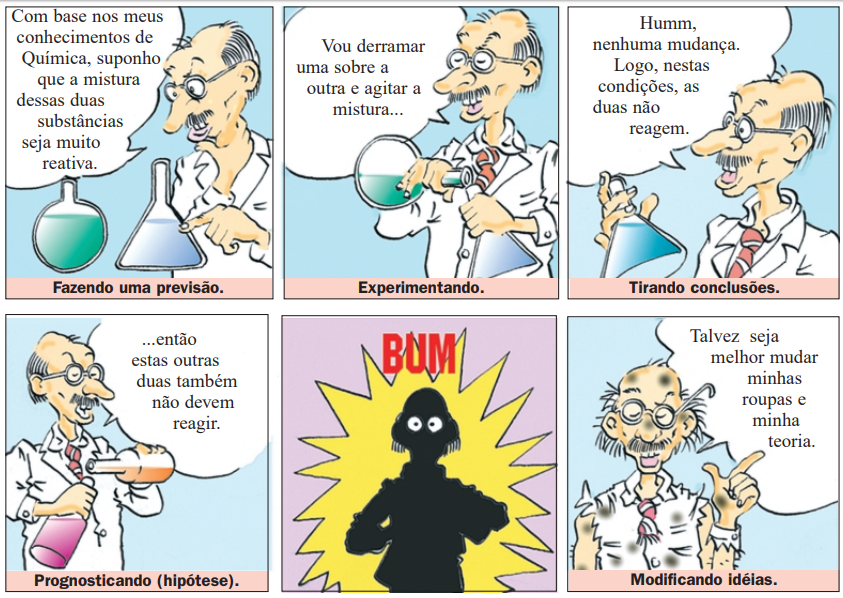 Com base nos meus
conhecimentos de
Química, suponho
que a mistura
dessas duas
substâncias
seja muito
reativa.
Fazendo uma previsão.
Vou derramar
uma sobre a
outra e agitar a
mistura...
Experimentando.
Humm,
nenhuma mudança.
Logo, nestas
condições, as
duas não
reagem.
Tirando conclusões.
...então
estas outras
duas também
não devem
reagir.
Prognosticando (hipótese).
BUM
Talvez seja
melhor mudar
minhas
roupas e
minha
teoria.
Modificando idéias.